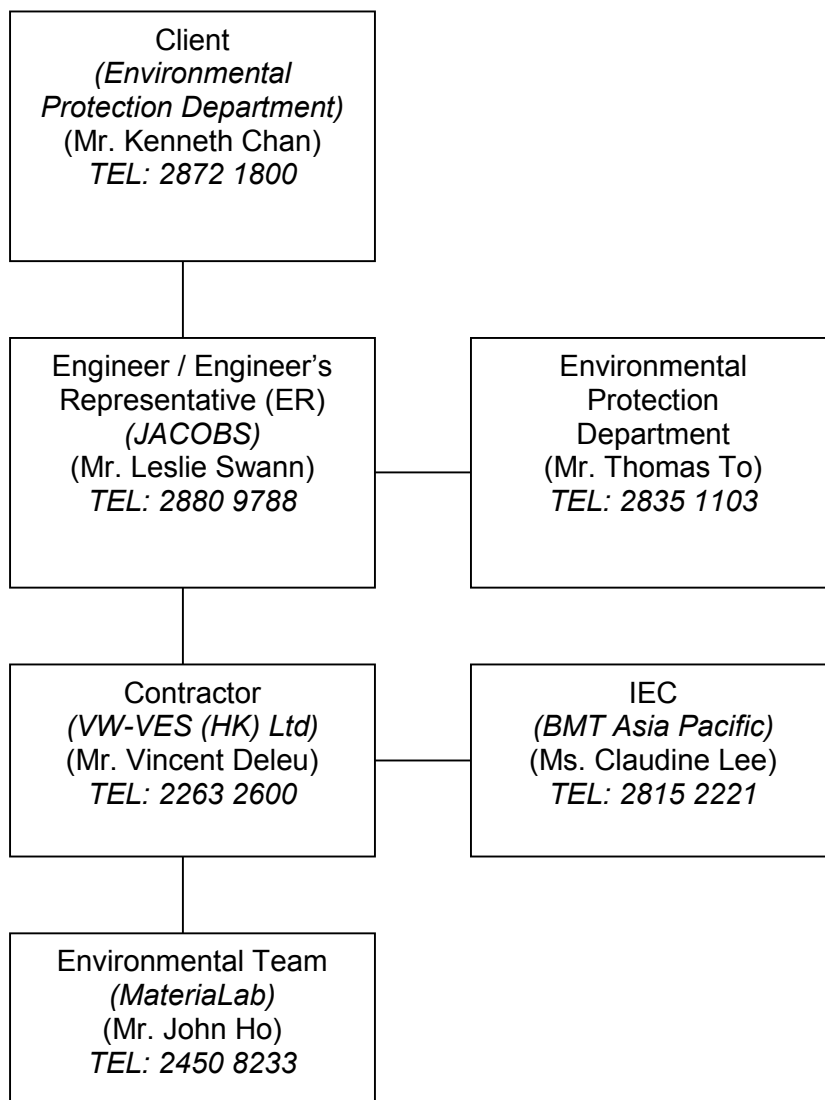 Client
(Environmental
Protection Department)
(Mr. Kenneth Chan)
TEL: 2872 1800
Engineer / Engineer’s
Representative (ER)
(JACOBS)
(Mr. Leslie Swann)
TEL: 2880 9788
Environmental
Protection
Department
(Mr. Thomas To)
TEL: 2835 1103
Contractor
(VW-VES (HK) Ltd)
(Mr. Vincent Deleu)
TEL: 2263 2600
IEC
(BMT Asia Pacific)
(Ms. Claudine Lee)
TEL: 2815 2221
Environmental Team
(MateriaLab)
(Mr. John Ho)
TEL: 2450 8233